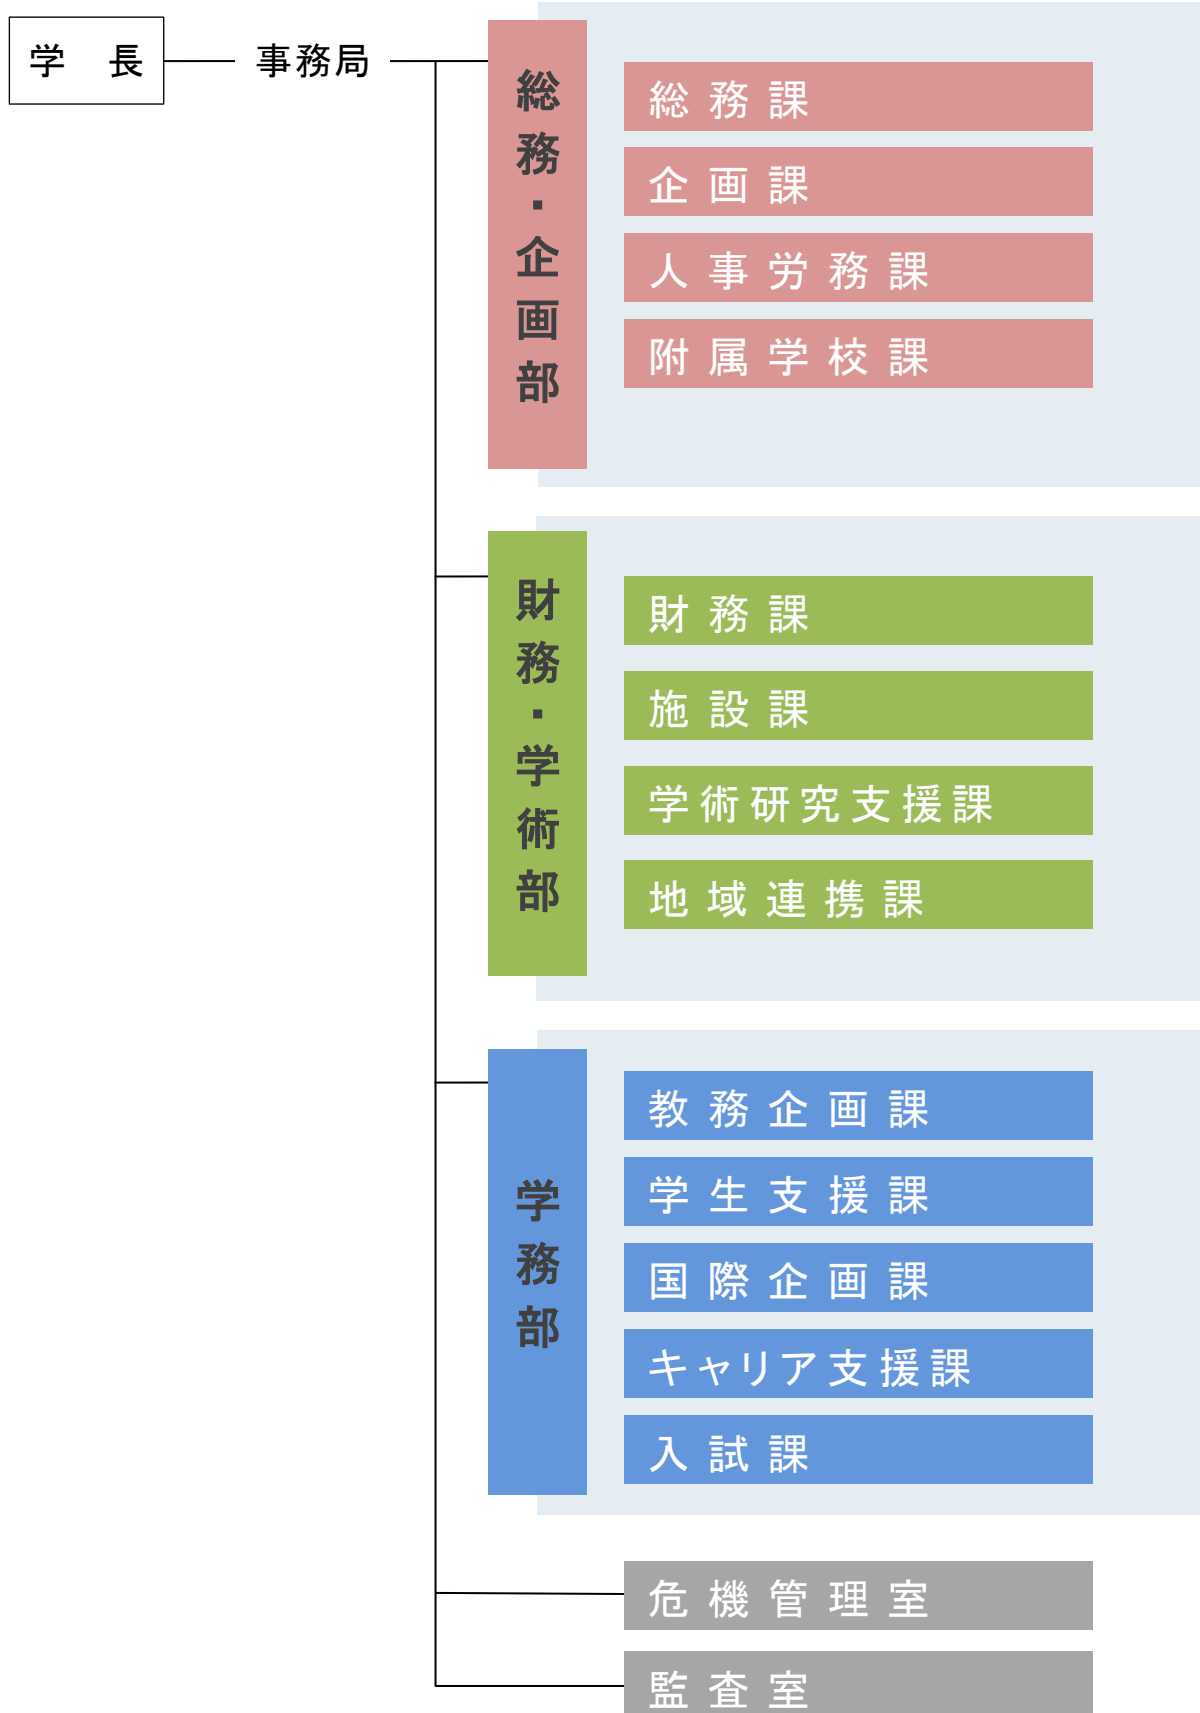 学 長
事務局
総務・企画部
総務課
企画課
人事労務課
附属学校課
財務・学術部
財務課
施設課
学術研究支援課
地域連携課
学務部
教務企画課
学生支援課
国際企画課
キャリア支援課
入試課
危機管理室
監査室